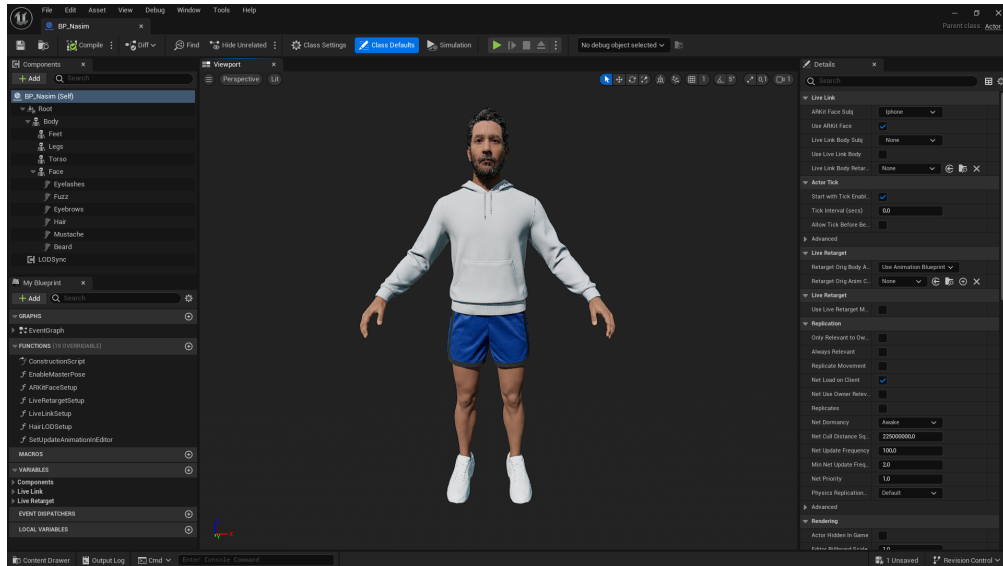 File Edit Asset View Debug Window Tools Help
BP_Nasim
Parent class: Actor
Compile
Diff
Find
Hide Unrelated
Class Settings
Class Defaults
Simulation
No debug object selected
Components
Viewport
Details
Add
Search
Perspective
Lit
1
5°
0,1
1
Search
BP_Nasim (Self)
Root
Body
Feet
Legs
Torso
Face
Eyelashes
Fuzz
Eyebrows
Hair
Mustache
Beard
LODSync
My Blueprint
Add
Search
GRAPHS
EventGraph
FUNCTIONS (19 OVERRIDABLE)
ConstructionScript
EnableMasterPose
ARKitFaceSetup
LiveRetargetSetup
LiveLinkSetup
HairLODSetup
SetUpdateAnimationInEditor
MACROS
VARIABLES
Components
Live Link
Live Retarget
EVENT DISPATCHERS
LOCAL VARIABLES
X
Live Link
ARKit Face Subj Iphone
Use ARKit Face
Live Link Body Subj None
Use Live Link Body
Live Link Body Retar.. None
Actor Tick
Start with Tick Enabl..
Tick Interval (secs) 0,0
Allow Tick Before Be..
Advanced
Live Retarget
Retarget Orig Body A.. Use Animation Blueprint
Retarget Orig Anim C.. None
Live Retarget
Use Live Retarget M..
Replication
Only Relevant to Ow..
Always Relevant
Replicate Movement
Net Load on Client
Net Use Owner Relev..
Replicates
Net Dormancy Awake
Net Cull Distance Sq.. 225000000,0
Net Update Frequency 100,0
Min Net Update Freq.. 2,0
Net Priority 1,0
Physics Replication.. Default
Advanced
Rendering
Actor Hidden In Game
Editor Billboard Scale 1,0
Content Drawer
Output Log
Cmd
Enter Console Command
1 Unsaved
Revision Control